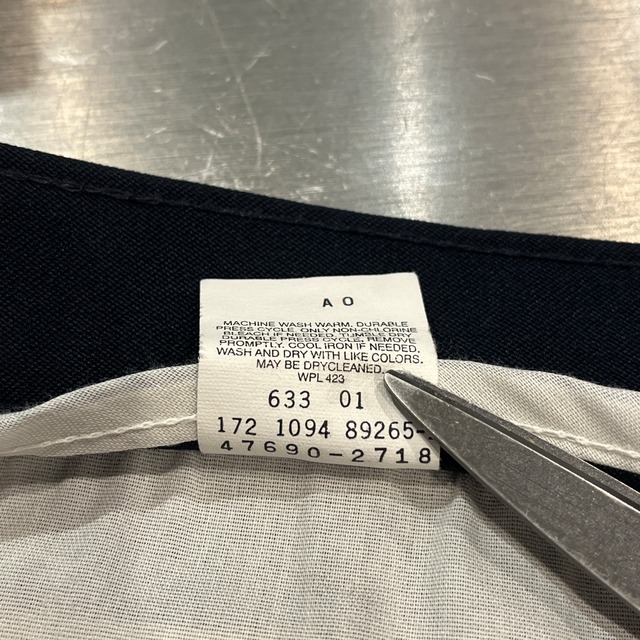 A O
MACHINE WASH WARM. DURABLE
PRESS CYCLE. ONLY NON-CHLORINE
BLEACH IF NEEDED. TUMBLE DRY
DURABLE PRESS CYCLE, REMOVE
PROMPTLY. COOL IRON IF NEEDED.
WASH AND DRY WITH LIKE COLORS.
MAY BE DRYCLEANED.
WPL 423
633 01
172 1094 89265-
47690-2718